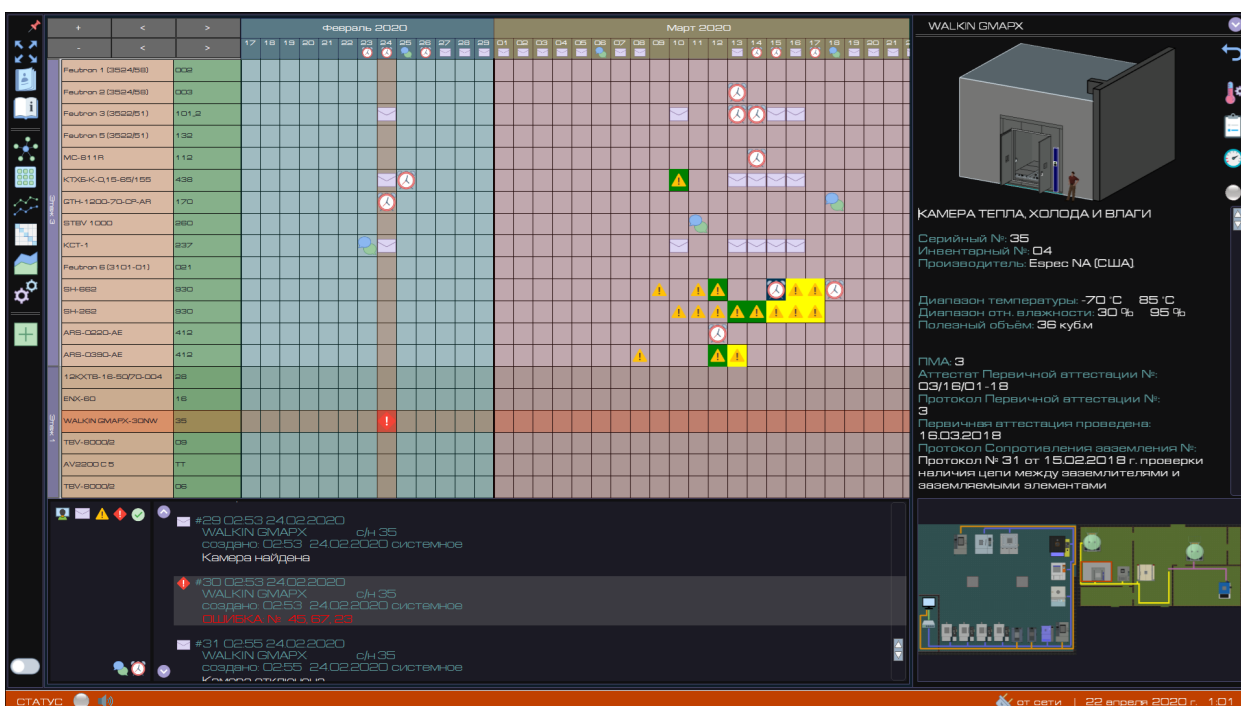 + < >
- < >
Февраль 2020
Март 2020
17 18 19 20 21 22 23 24 25 26 27 28 29 01 02 03 04 05 06 07 08 09 10 11 12 13 14 15 16 17 18 19 20 21
Feutron 1 (3524/58) 002
Feutron 2 (3524/58) 003
Feutron 3 (3522/51) 101,2
Feutron 5 (3522/51) 132
MC-811R 112
КТХБ-К-0,15-65/155 438
GTH-1200-70-CP-AR 170
STBV 1000 260
КСТ-1 237
Feutron 6 (3101-01) 021
SH-662 930
SH-262 930
ARS-0220-AE 412
ARS-0390-AE 412
Этаж 3
12КХТВ-16-50/70-004 28
ENX-60 16
WALKIN GMAPX-30NW 35
TBV-8000/2 08
AV2200 C 5 TT
TBV-8000/2 06
Этаж 1
#29 02:53 24.02.2020
WALKIN GMAPX с/н 35
создано: 02:53 24.02.2020 системное
Камера найдена
#30 02:53 24.02.2020
WALKIN GMAPX с/н 35
создано: 02:53 24.02.2020 системное
ОШИБКА №: 45, 87, 23
#31 02:55 24.02.2020
WALKIN GMAPX с/н 35
создано: 02:55 24.02.2020 системное
Камера отключена
WALKIN GMAPX
КАМЕРА ТЕПЛА, ХОЛОДА И ВЛАГИ
Серийный №: 35
Инвентарный №: 04
Производитель: Espec NA (США)
Диапазон температуры: -70 °C 85 °C
Диапазон отн. влажности: 30 % 95 %
Полезный объём: 36 куб.м
ПМА: 3
Аттестат Первичной аттестации №:
03/16/01-18
Протокол Первичной аттестации №:
3
Первичная аттестация проведена:
16.03.2018
Протокол Сопротивления заземления №:
Протокол № 31 от 15.02.2018 г. проверки
наличия цепи между заземлителями и
заземляемыми элементами
СТАТУС
от сети | 22 апреля 2020 г. 1:01